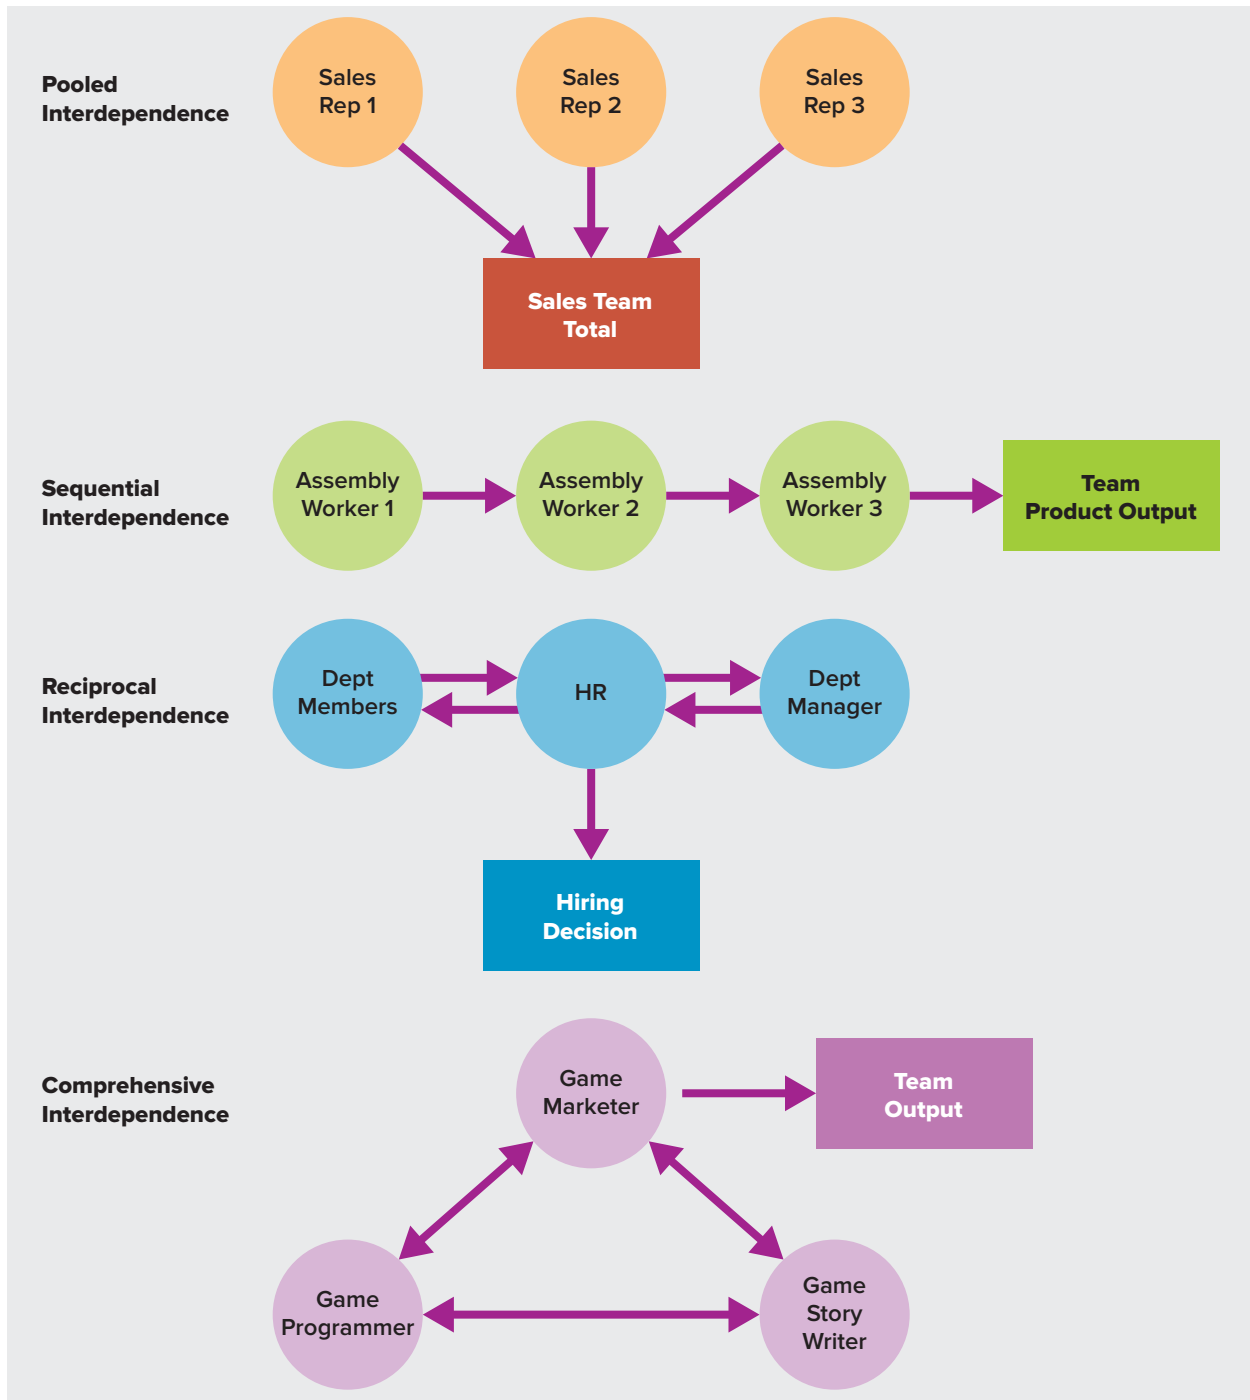 Pooled
Interdependence
Sales
Rep 1
Sales
Rep 2
Sales
Rep 3
Sales Team
Total
Sequential
Interdependence
Assembly
Worker 1
Assembly
Worker 2
Assembly
Worker 3
Team
Product Output
Reciprocal
Interdependence
Dept
Members
HR
Dept
Manager
Hiring
Decision
Comprehensive
Interdependence
Game
Marketer
Team
Output
Game
Programmer
Game
Story
Writer